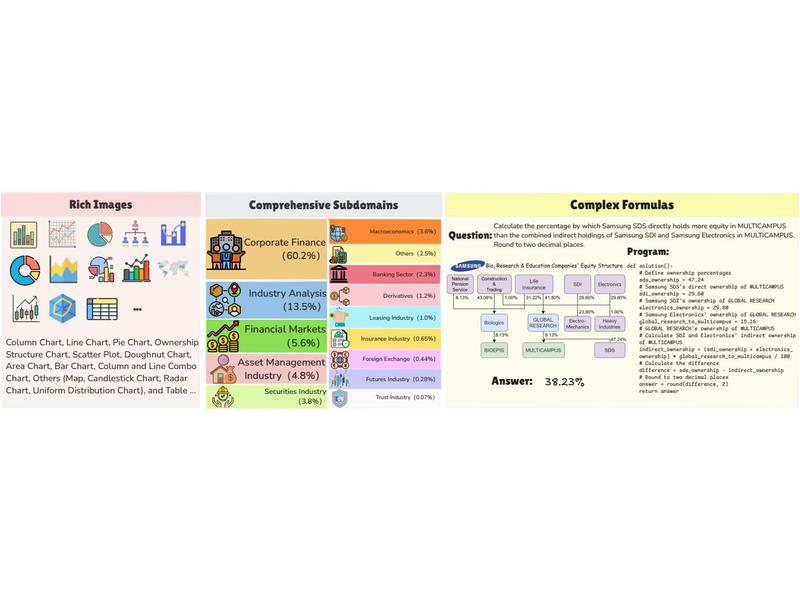 Rich Images
Column Chart, Line Chart, Pie Chart, Ownership
Structure Chart, Scatter Plot, Doughnut Chart,
Area Chart, Bar Chart, Column and Line Combo
Chart, Others (Map, Candlestick Chart, Radar
Chart, Uniform Distribution Chart), and Table ...
Comprehensive Subdomains
Corporate Finance
(60.2%)
Industry Analysis
(13.5%)
Financial Markets
(5.6%)
Asset Management
Industry (4.8%)
Securities Industry
(3.8%)
Macroeconomics (3.6%)
Others (2.5%)
Banking Sector (2.3%)
Derivatives (1.2%)
Leasing Industry (1.0%)
Insurance Industry (0.65%)
Foreign Exchange (0.44%)
Futures Industry (0.28%)
Trust Industry (0.07%)
Complex Formulas
Question:
Calculate the percentage by which Samsung SDS directly holds more equity in MULTICAMPUS
than the combined indirect holdings of Samsung SDI and Samsung Electronics in MULTICAMPUS.
Round to two decimal places.
SAMSUNG Bio, Research & Education Companies' Equity Structure
National Pension Service
Construction & Trading
Life Insurance
SDI
Electronics
8.13% 43.06% 1.00% 31.22% 41.80% 29.60% 29.80%
23.80% 1.00%
Biologics
GLOBAL RESEARCH
Electro-Mechanics
Heavy Industries
8.13% 8.13% 47.24%
BIOEPIS
MULTICAMPUS
SDS
Answer: 38.23%
Program:
def solution():
# Define ownership percentages
sds_ownership = 47.24
# Samsung SDS's direct ownership of MULTICAMPUS
sdi_ownership = 29.60
# Samsung SDI's ownership of GLOBAL RESEARCH
electronics_ownership = 29.80
# Samsung Electronics' ownership of GLOBAL RESEARCH
global_research_to_multicampus = 15.16
# GLOBAL RESEARCH's ownership of MULTICAMPUS
# Calculate SDI and Electronics' indirect ownership
of MULTICAMPUS
indirect_ownership = (sdi_ownership + electronics_
ownership) * global_research_to_multicampus / 100
# Calculate the difference
difference = sds_ownership - indirect_ownership
# Round to two decimal places
answer = round(difference, 2)
return answer